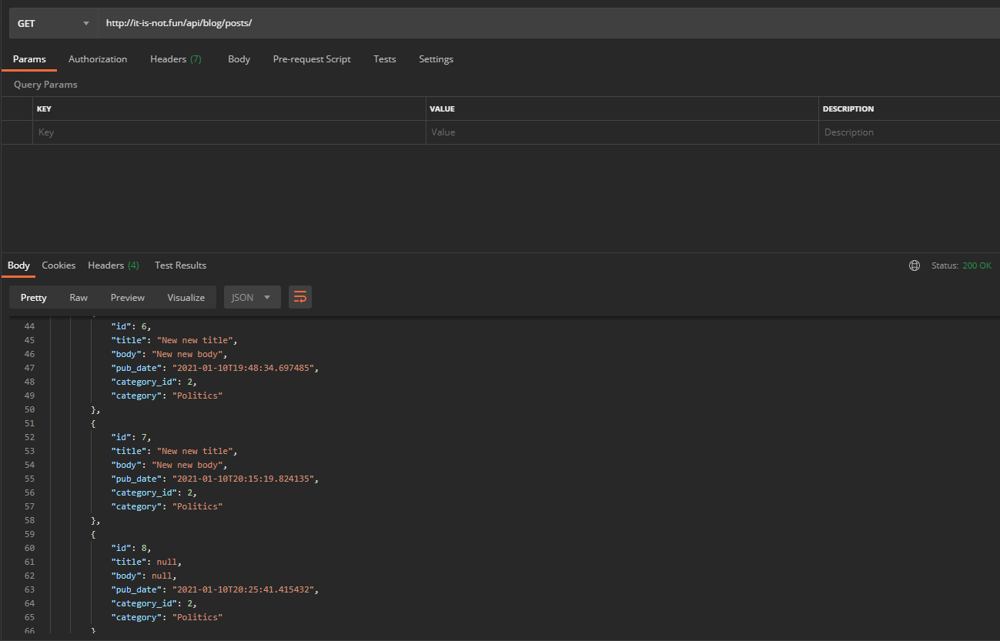 GET http://it-is-not.fun/api/blog/posts/
Params Authorization Headers (7) Body Pre-request Script Tests Settings
Query Params
KEY VALUE DESCRIPTION
Key Value Description
Body Cookies Headers (4) Test Results Status: 200 OK
Pretty Raw Preview Visualize JSON
44 "id": 6,
45 "title": "New new title",
46 "body": "New new body",
47 "pub_date": "2021-01-10T19:48:34.697485",
48 "category_id": 2,
49 "category": "Politics"
50 },
51 {
52 "id": 7,
53 "title": "New new title",
54 "body": "New new body",
55 "pub_date": "2021-01-10T20:15:19.824135",
56 "category_id": 2,
57 "category": "Politics"
58 },
59 {
60 "id": 8,
61 "title": null,
62 "body": null,
63 "pub_date": "2021-01-10T20:25:41.415432",
64 "category_id": 2,
65 "category": "Politics"
66 }